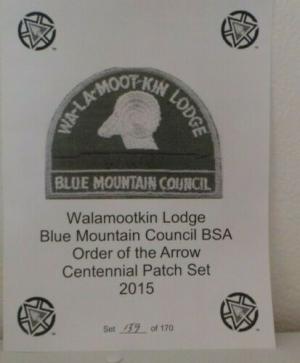 WA-LA-MOOT-KIN LODGE
BLUE MOUNTAIN COUNCIL
Walamootkin Lodge
Blue Mountain Council BSA
Order of the Arrow
Centennial Patch Set
2015
Set 139 of 170